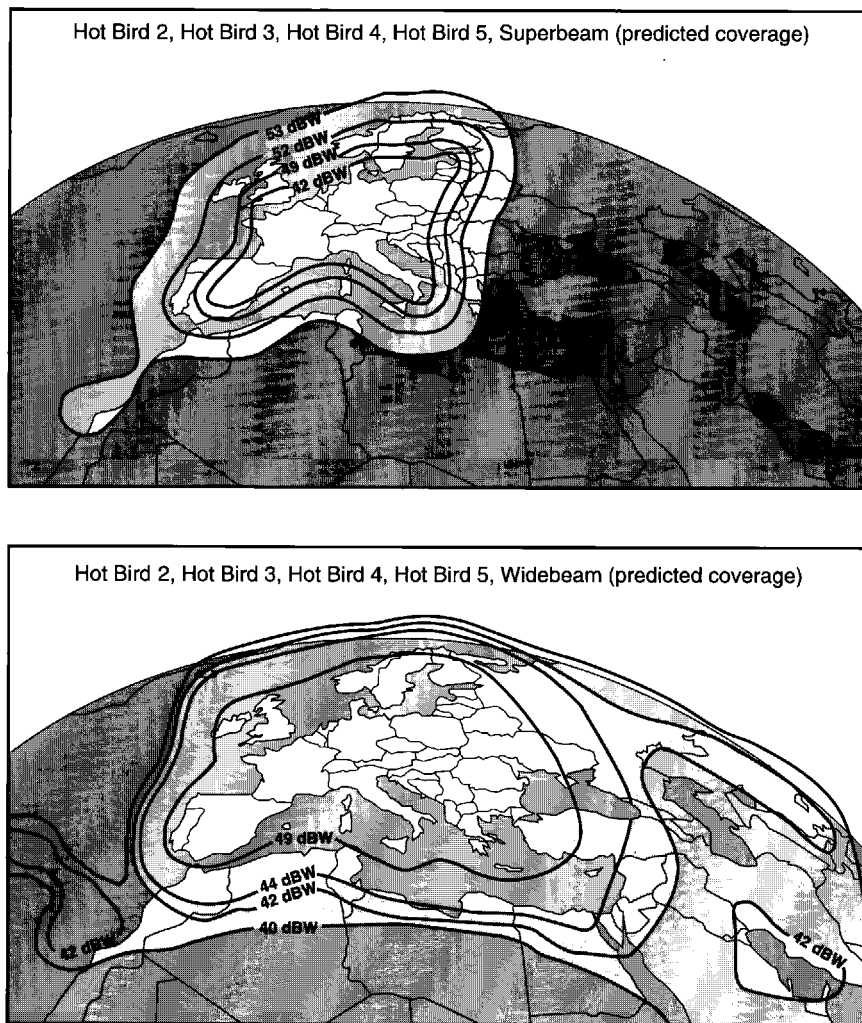 Hot Bird 2, Hot Bird 3, Hot Bird 4, Hot Bird 5, Superbeam (predicted coverage)
53 dBW
52 dBW
49 dBW
42 dBW
Hot Bird 2, Hot Bird 3, Hot Bird 4, Hot Bird 5, Widebeam (predicted coverage)
49 dBW
44 dBW
42 dBW
40 dBW
42 dBW
42 dBW